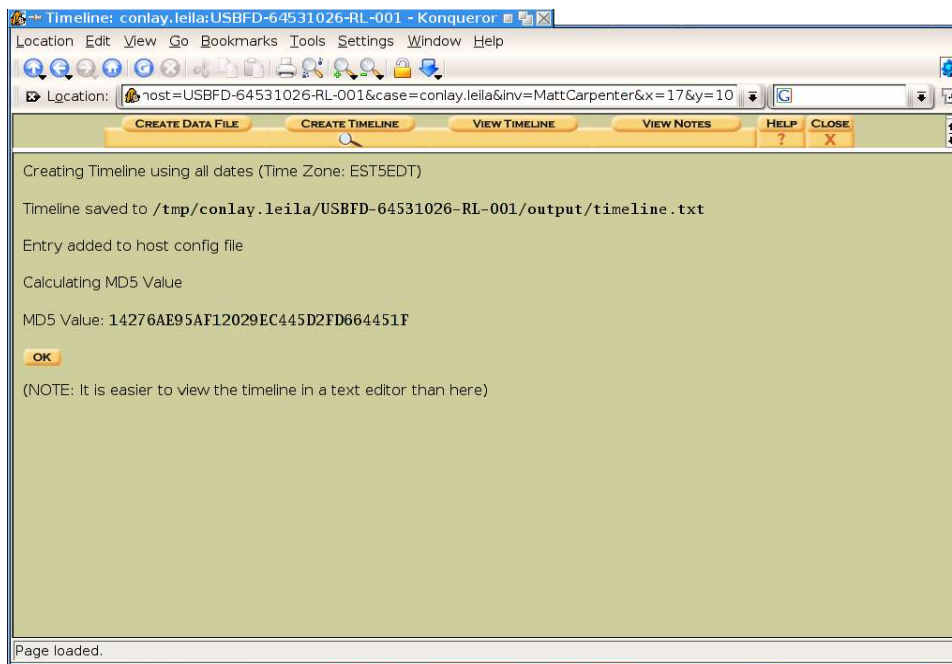 Timeline: conlay.leila:USBFD-64531026-RL-001 - Konqueror
Location Edit View Go Bookmarks Tools Settings Window Help
Location: host=USBFD-64531026-RL-001&case=conlay.leila&inv=MattCarpenter&x=17&y=10
CREATE DATA FILE CREATE TIMELINE VIEW TIMELINE VIEW NOTES HELP CLOSE
? X
Creating Timeline using all dates (Time Zone: EST5EDT)
Timeline saved to /tmp/conlay.leila/USBFD-64531026-RL-001/output/timeline.txt
Entry added to host config file
Calculating MD5 Value
MD5 Value: 14276AE95AF12029EC445D2FD664451F
OK
(NOTE: It is easier to view the timeline in a text editor than here)
Page loaded.